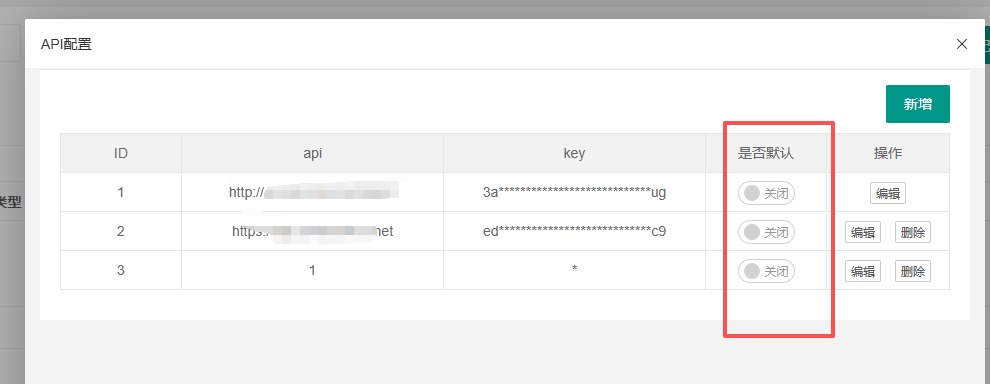 API配置
新增
ID api key 是否默认 操作
1 http:// 3a****************************ug 关闭 编辑
2 https: net ed****************************c9 关闭 编辑 删除
3 1 * 关闭 编辑 删除
类型